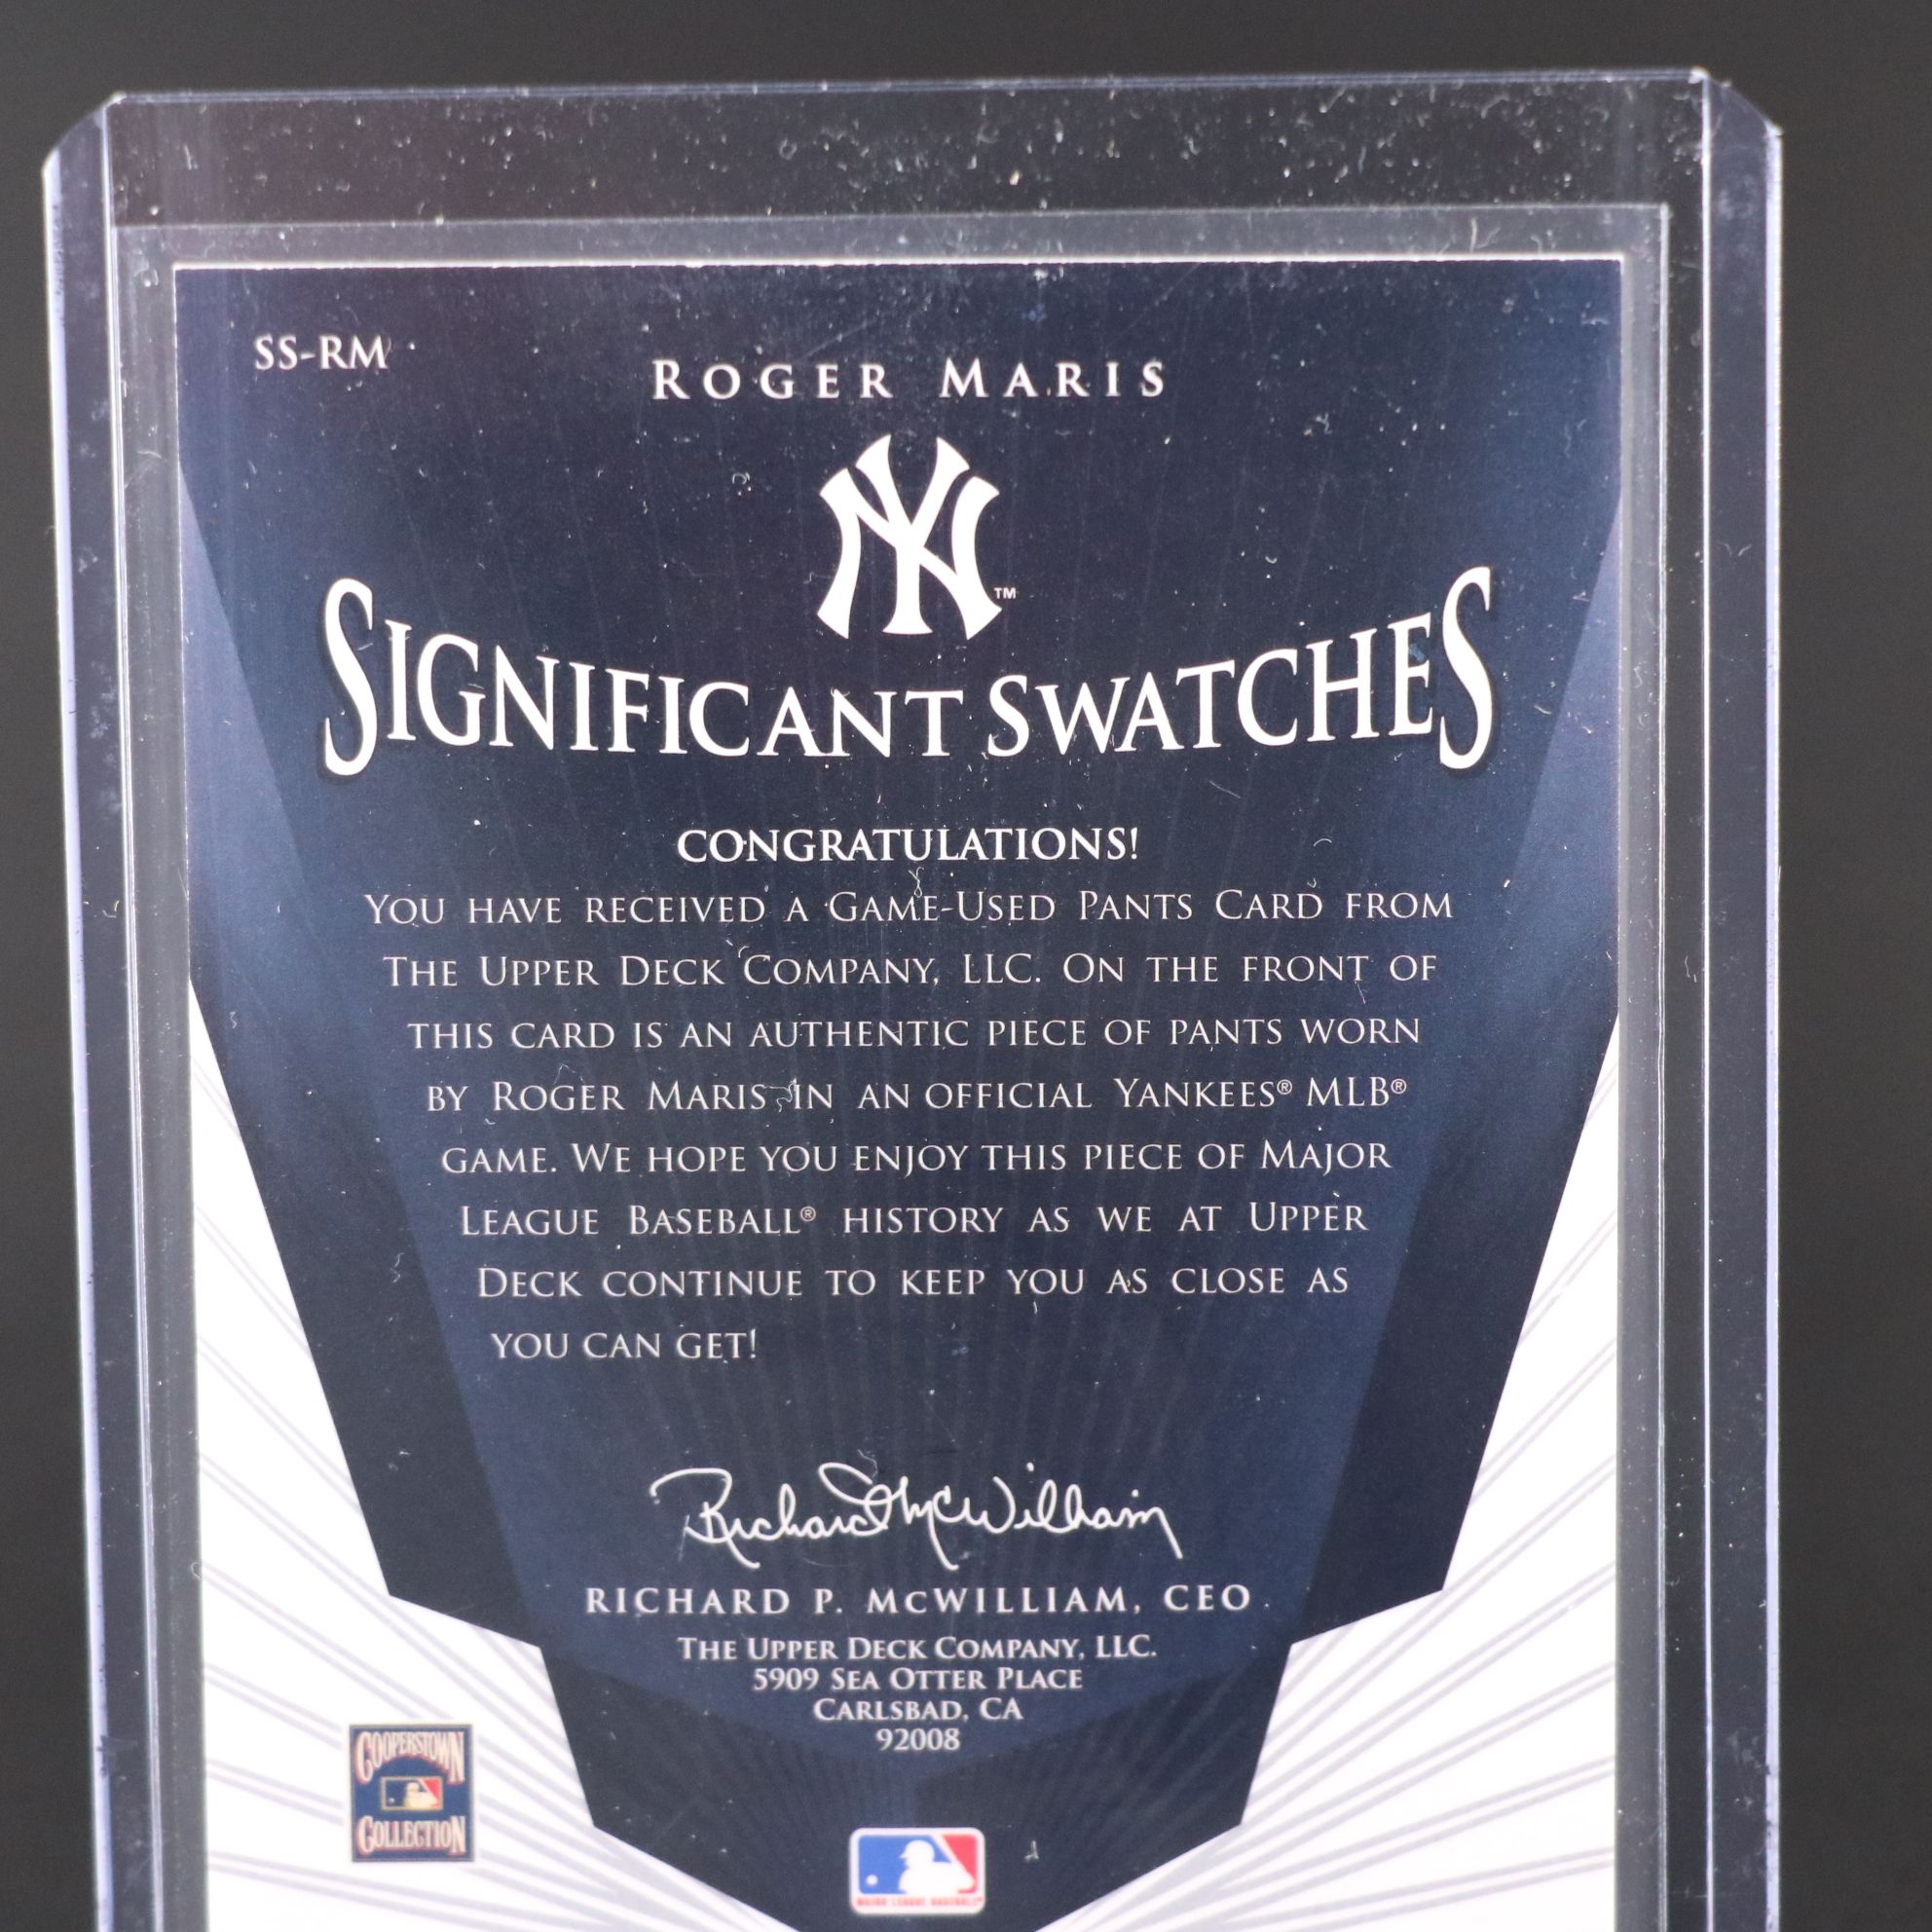 SS-RM
ROGER MARIS
NY™
SIGNIFICANT SWATCHES
CONGRATULATIONS!
YOU HAVE RECEIVED A GAME-USED PANTS CARD FROM
THE UPPER DECK COMPANY, LLC. ON THE FRONT OF
THIS CARD IS AN AUTHENTIC PIECE OF PANTS WORN
BY ROGER MARIS IN AN OFFICIAL YANKEES® MLB®
GAME. WE HOPE YOU ENJOY THIS PIECE OF MAJOR
LEAGUE BASEBALL® HISTORY AS WE AT UPPER
DECK CONTINUE TO KEEP YOU AS CLOSE AS
YOU CAN GET!
Richard McWilliam
RICHARD P. MCWILLIAM, CEO
THE UPPER DECK COMPANY, LLC.
5909 SEA OTTER PLACE
CARLSBAD, CA
92008
COOPERSTOWN
COLLECTION
MAJOR LEAGUE BASEBALL